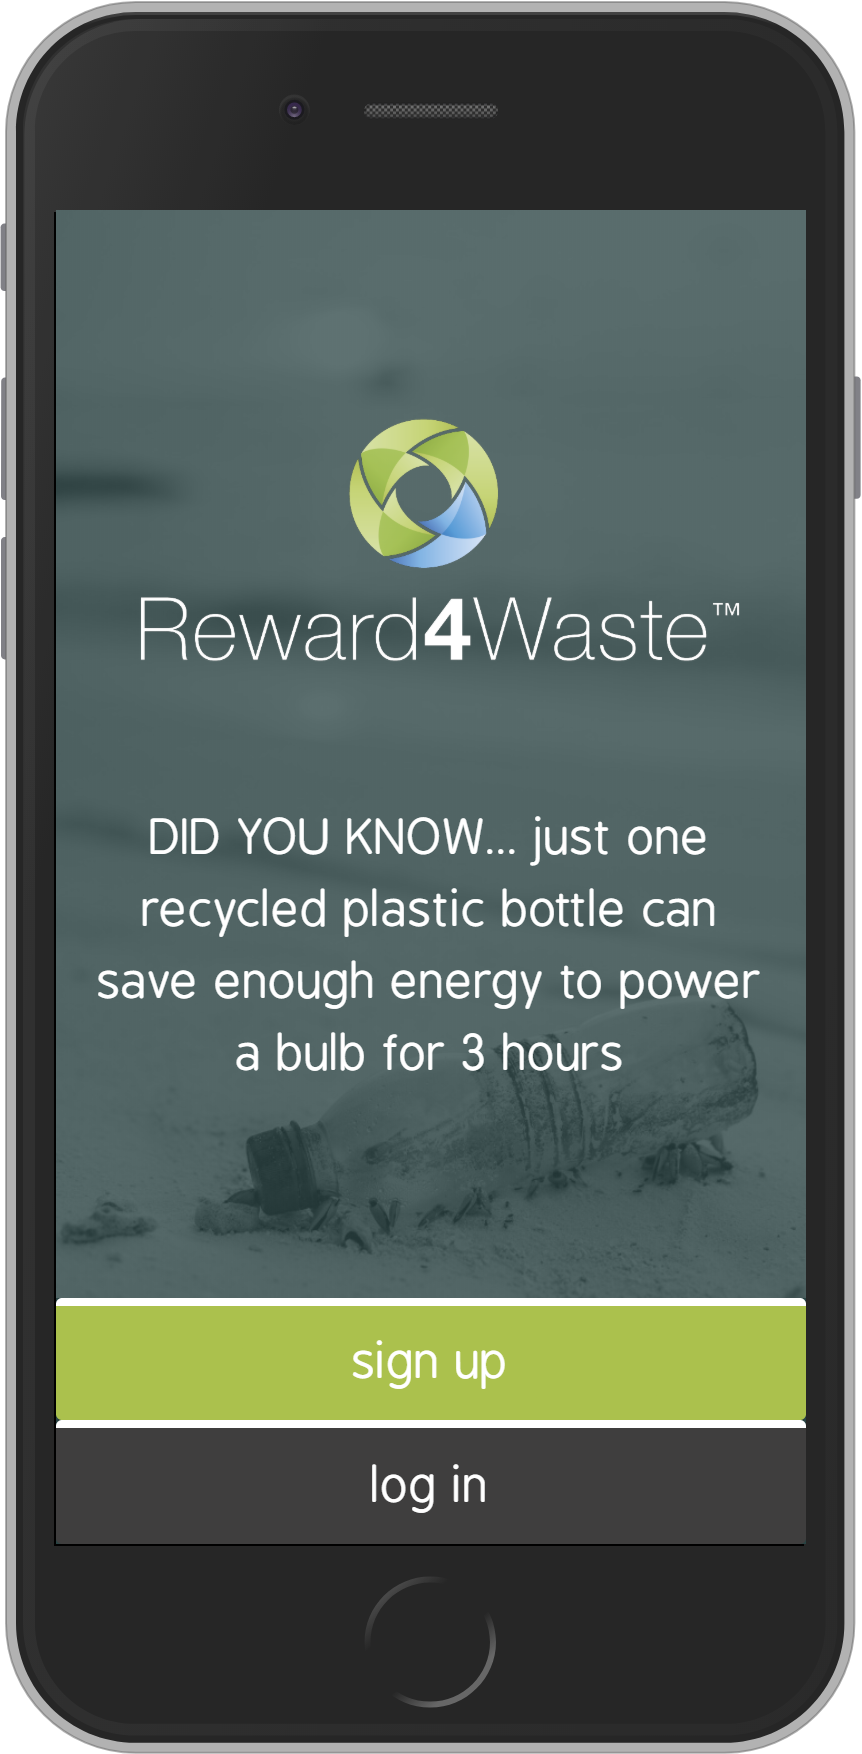 Reward4Waste™
DID YOU KNOW... just one
recycled plastic bottle can
save enough energy to power
a bulb for 3 hours
sign up
log in